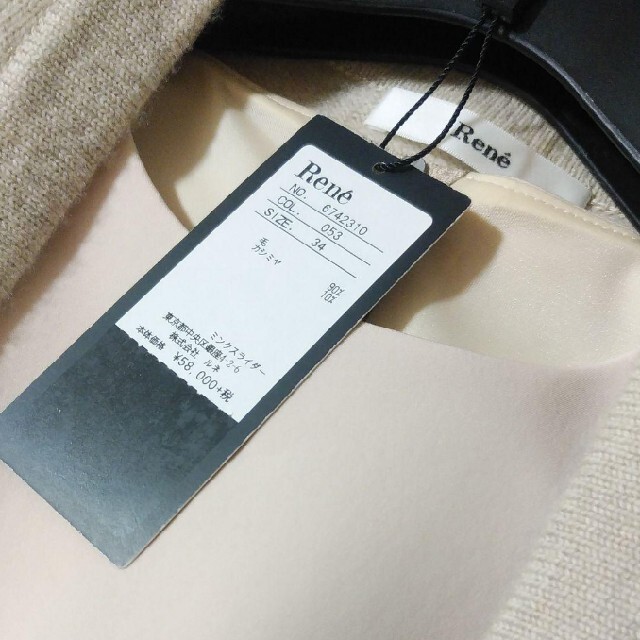 René
René
NO. 6742310
COL. 053
SIZE. 34
毛 90%
カシミヤ 10%
ミンクスライダー
東京都中央区銀座7-2-6
株式会社 ルネ
本体価格 ¥58,000+税